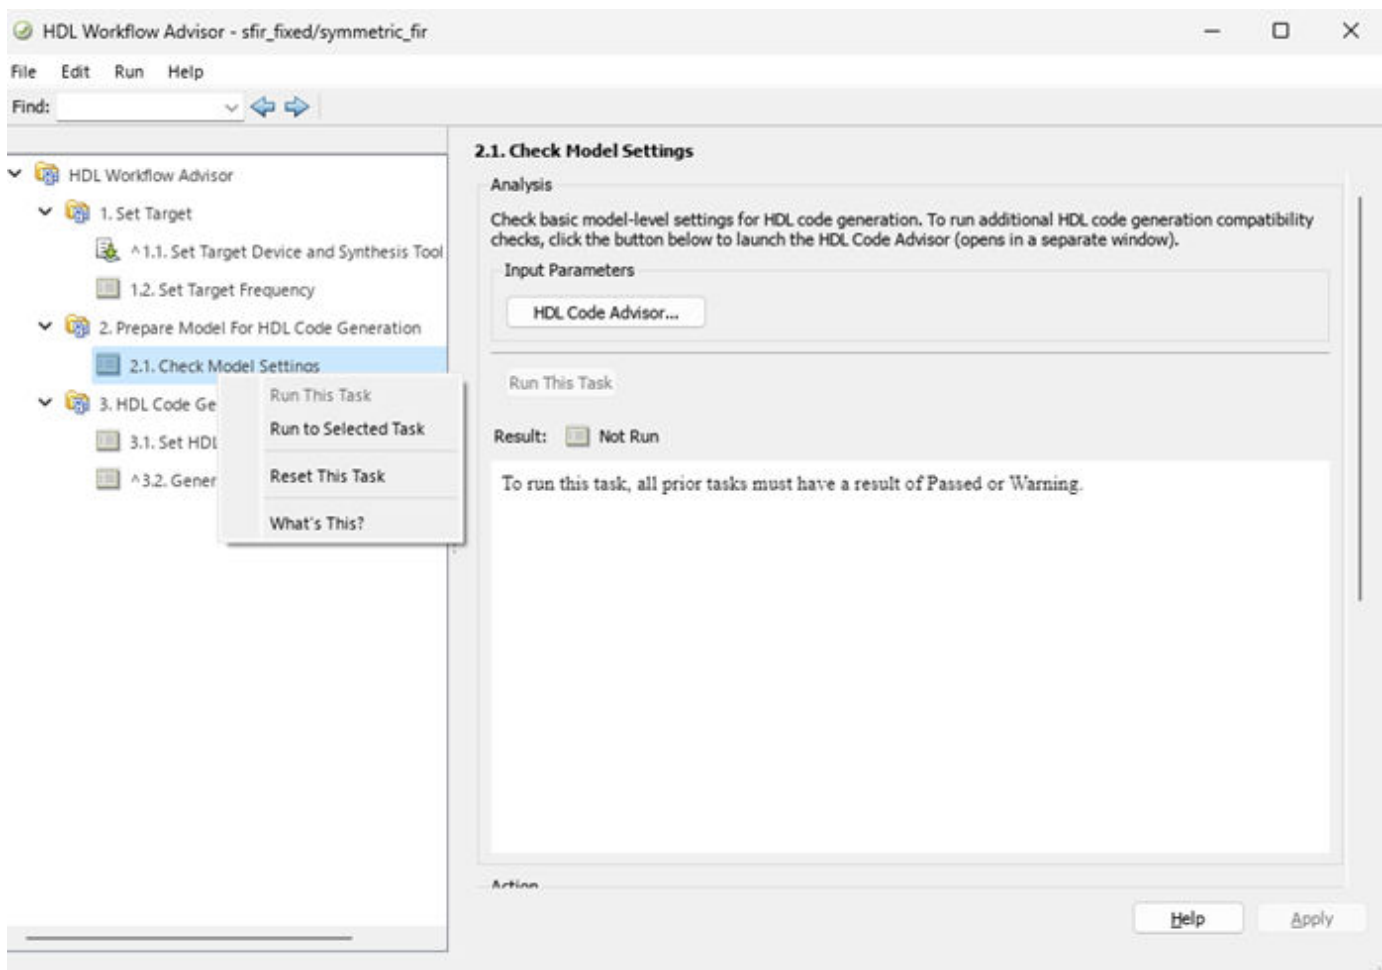 HDL Workflow Advisor - sfir_fixed/symmetric_fir
File Edit Run Help
Find:
HDL Workflow Advisor
1. Set Target
^1.1. Set Target Device and Synthesis Tool
1.2. Set Target Frequency
2. Prepare Model For HDL Code Generation
2.1. Check Model Settings
3. HDL Code Ge
3.1. Set HDL
^3.2. Gener
Run This Task
Run to Selected Task
Reset This Task
What's This?
2.1. Check Model Settings
Analysis
Check basic model-level settings for HDL code generation. To run additional HDL code generation compatibility
checks, click the button below to launch the HDL Code Advisor (opens in a separate window).
Input Parameters
HDL Code Advisor...
Run This Task
Result: Not Run
To run this task, all prior tasks must have a result of Passed or Warning.
Action
Help Apply